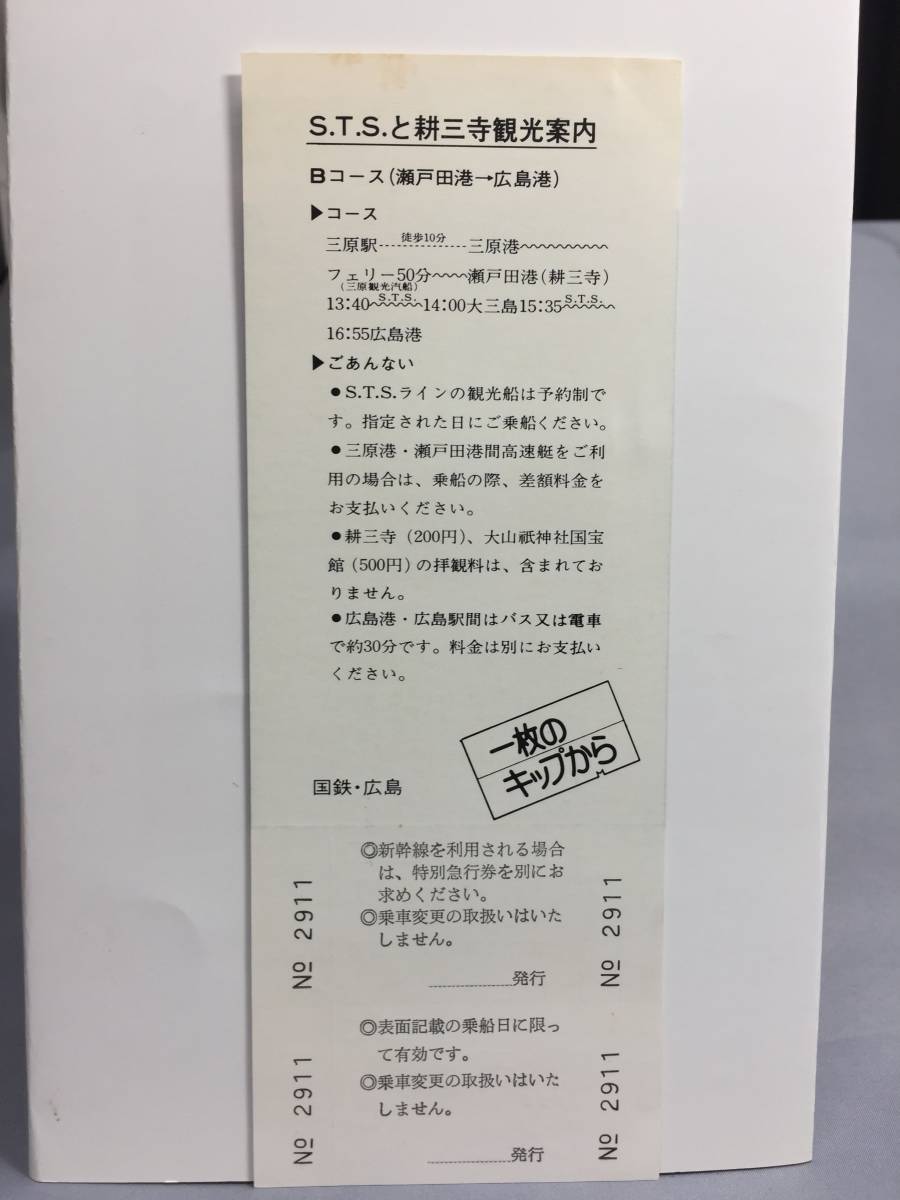 S.T.S.と耕三寺観光案内
Bコース(瀬戸田港→広島港)
▶コース
三原駅----------徒歩10分----------三原港~~~~~~~~~~
フェリー50分~~~~瀬戸田港(耕三寺)
(三原観光汽船)
13:40~~S.T.S.~~14:00大三島15:35~~S.T.S.~~
16:55広島港
▶ごあんない
●S.T.S.ラインの観光船は予約制で
す。指定された日にご乗船ください。
●三原港・瀬戸田港間高速艇をご利
用の場合は、乗船の際、差額料金を
お支払いください。
●耕三寺(200円)、大山祇神社国宝
館(500円)の拝観料は、含まれてお
りません。
●広島港・広島駅間はバス又は電車
で約30分です。料金は別にお支払い
ください。
一枚の
キップから
国鉄・広島
◎新幹線を利用される場合
は、特別急行券を別にお
求めください。
◎乗車変更の取扱いはいた
しません。
発行
№ 2911
№ 2911
◎表面記載の乗船日に限っ
て有効です。
◎乗車変更の取扱いはいた
しません。
発行
№ 2911
№ 2911